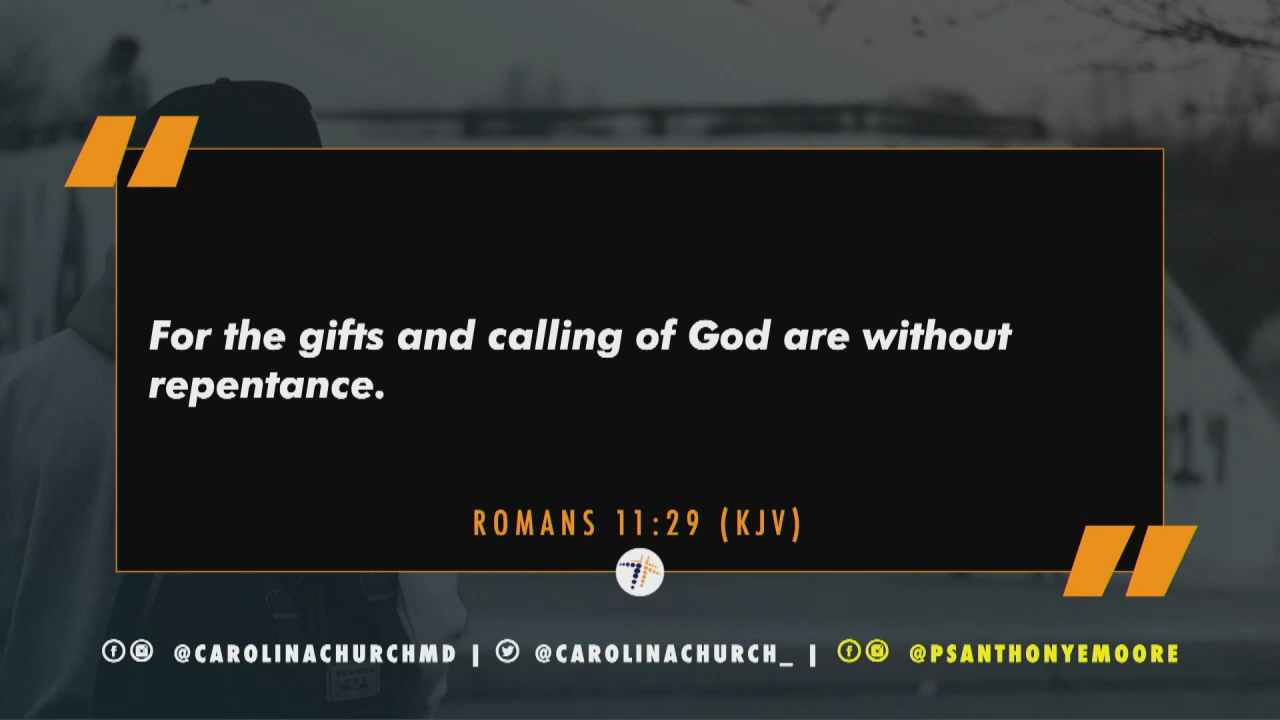 For the gifts and calling of God are without
repentance.
ROMANS 11:29 (KJV)
@CAROLINACHURCHMD | @CAROLINACHURCH_ | @PSANTHONYEMOORE